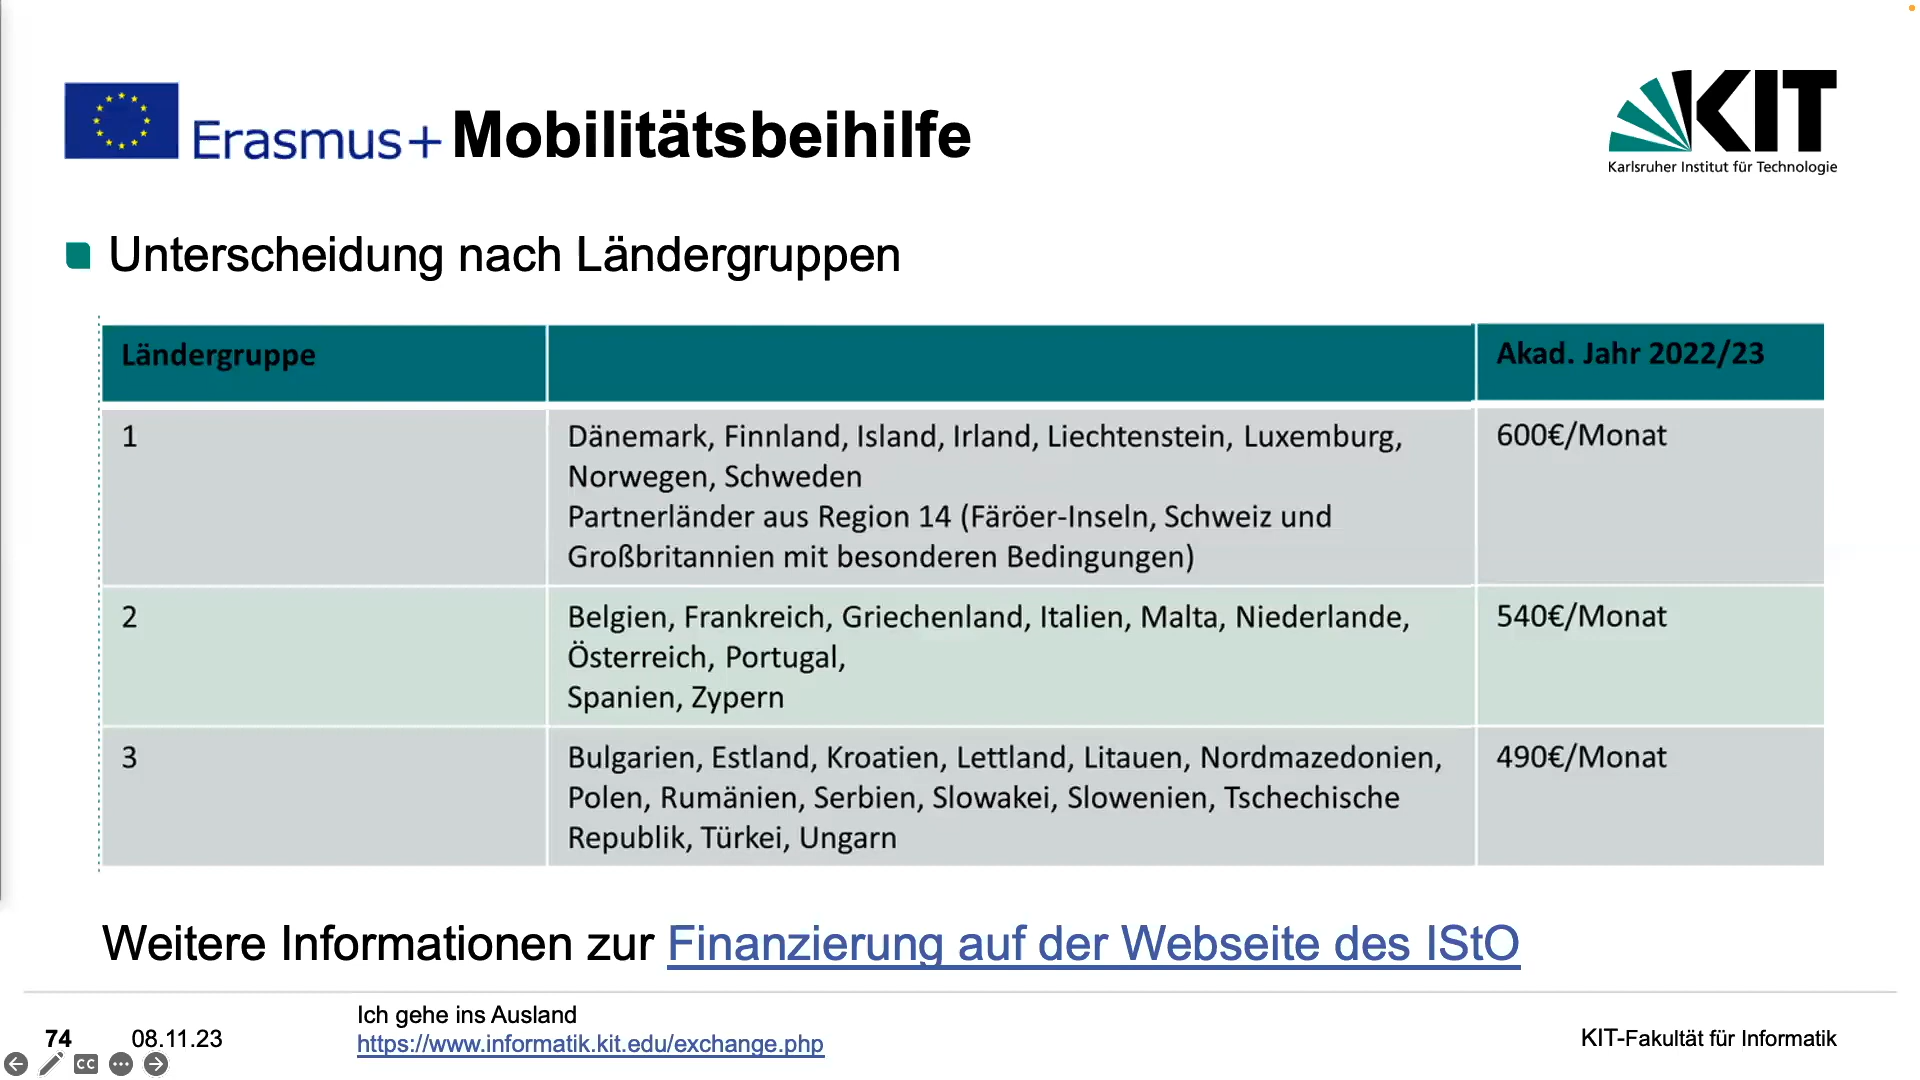 Erasmus+ Mobilitätsbeihilfe
KIT
Karlsruher Institut für Technologie
Unterscheidung nach Ländergruppen
Ländergruppe
Akad. Jahr 2022/23
1
Dänemark, Finnland, Island, Irland, Liechtenstein, Luxemburg,
Norwegen, Schweden
Partnerländer aus Region 14 (Färöer-Inseln, Schweiz und
Großbritannien mit besonderen Bedingungen)
600€/Monat
2
Belgien, Frankreich, Griechenland, Italien, Malta, Niederlande,
Österreich, Portugal,
Spanien, Zypern
540€/Monat
3
Bulgarien, Estland, Kroatien, Lettland, Litauen, Nordmazedonien,
Polen, Rumänien, Serbien, Slowakei, Slowenien, Tschechische
Republik, Türkei, Ungarn
490€/Monat
Weitere Informationen zur Finanzierung auf der Webseite des IStO
74
08.11.23
Ich gehe ins Ausland
https://www.informatik.kit.edu/exchange.php
KIT-Fakultät für Informatik
CC